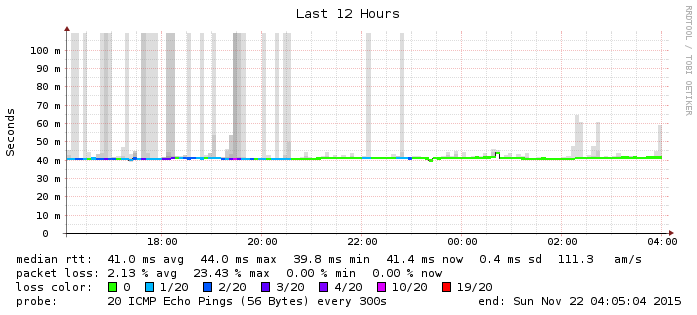 Last 12 Hours
RRDTOOL / TOBI OETIKER
Seconds
100 m
90 m
80 m
70 m
60 m
50 m
40 m
30 m
20 m
10 m
0
18:00 20:00 22:00 00:00 02:00 04:00
median rtt: 41.0 ms avg 44.0 ms max 39.8 ms min 41.4 ms now 0.4 ms sd 111.3 am/s
packet loss: 2.13 % avg 23.43 % max 0.00 % min 0.00 % now
loss color: 0 1/20 2/20 3/20 4/20 10/20 19/20
probe: 20 ICMP Echo Pings (56 Bytes) every 300s end: Sun Nov 22 04:05:04 2015